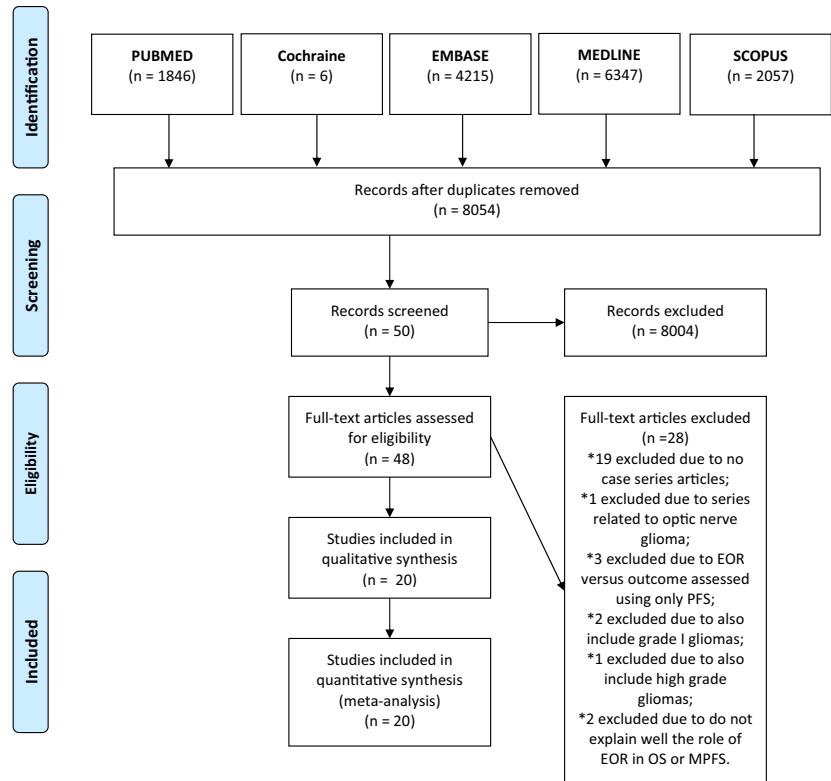 Identification
PUBMED
(n = 1846)
Cochraine
(n = 6)
EMBASE
(n = 4215)
MEDLINE
(n = 6347)
SCOPUS
(n = 2057)
Records after duplicates removed
(n = 8054)
Screening
Records screened
(n = 50)
Records excluded
(n = 8004)
Eligibility
Full-text articles assessed
for eligibility
(n = 48)
Full-text articles excluded
(n =28)
*19 excluded due to no
case series articles;
*1 excluded due to series
related to optic nerve
glioma;
*3 excluded due to EOR
versus outcome assessed
using only PFS;
*2 excluded due to also
include grade I gliomas;
*1 excluded due to also
include high grade
gliomas;
*2 excluded due to do not
explain well the role of
EOR in OS or MPFS.
Studies included in
qualitative synthesis
(n = 20)
Included
Studies included in
quantitative synthesis
(meta-analysis)
(n = 20)